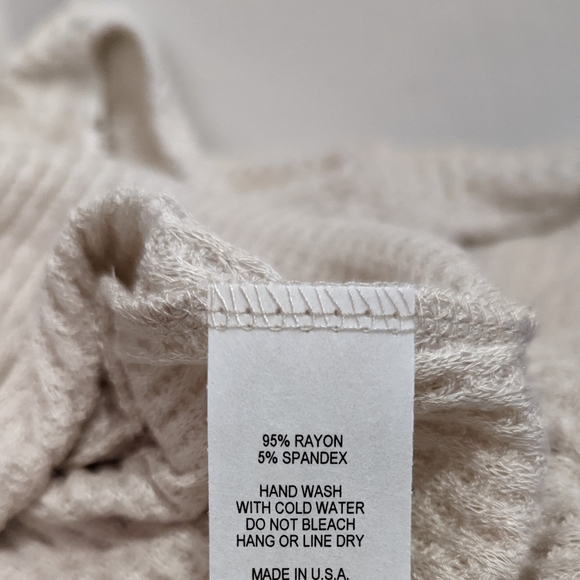 95% RAYON
5% SPANDEX
HAND WASH
WITH COLD WATER
DO NOT BLEACH
HANG OR LINE DRY
MADE IN U.S.A.